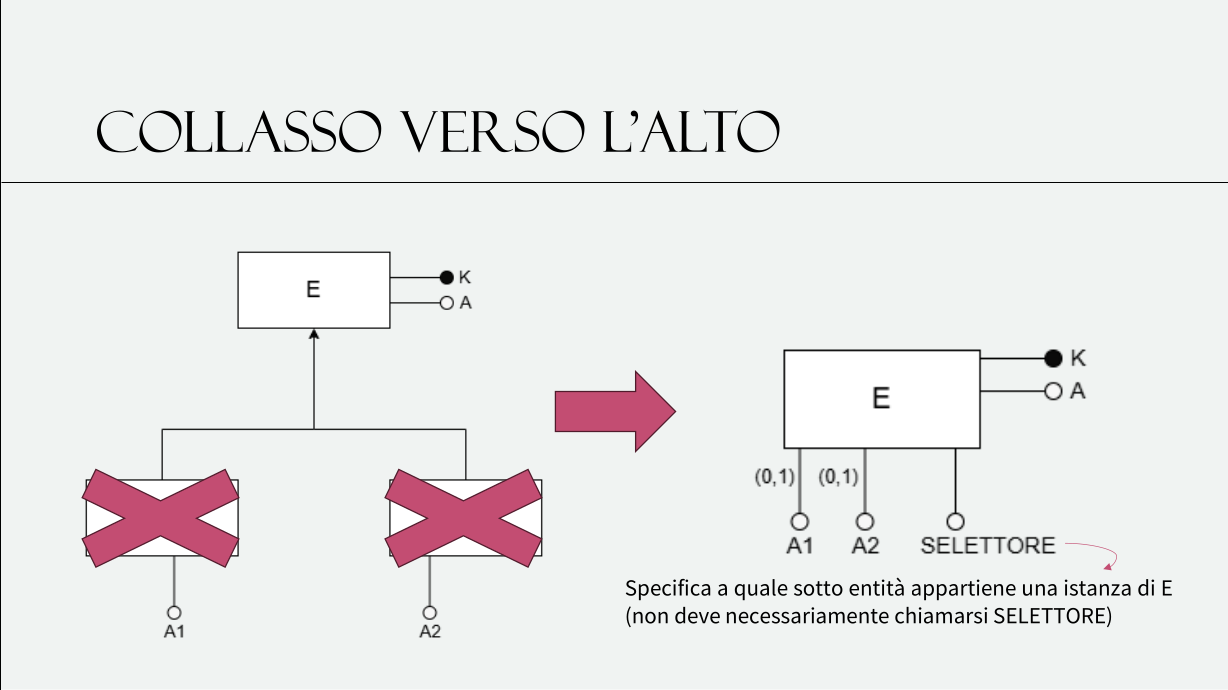 COLLASSO VERSO L'ALTO
E
K
A
A1
A2
E
K
A
(0,1)
(0,1)
A1
A2
SELETTORE
Specifica a quale sotto entità appartiene una istanza di E
(non deve necessariamente chiamarsi SELETTORE)